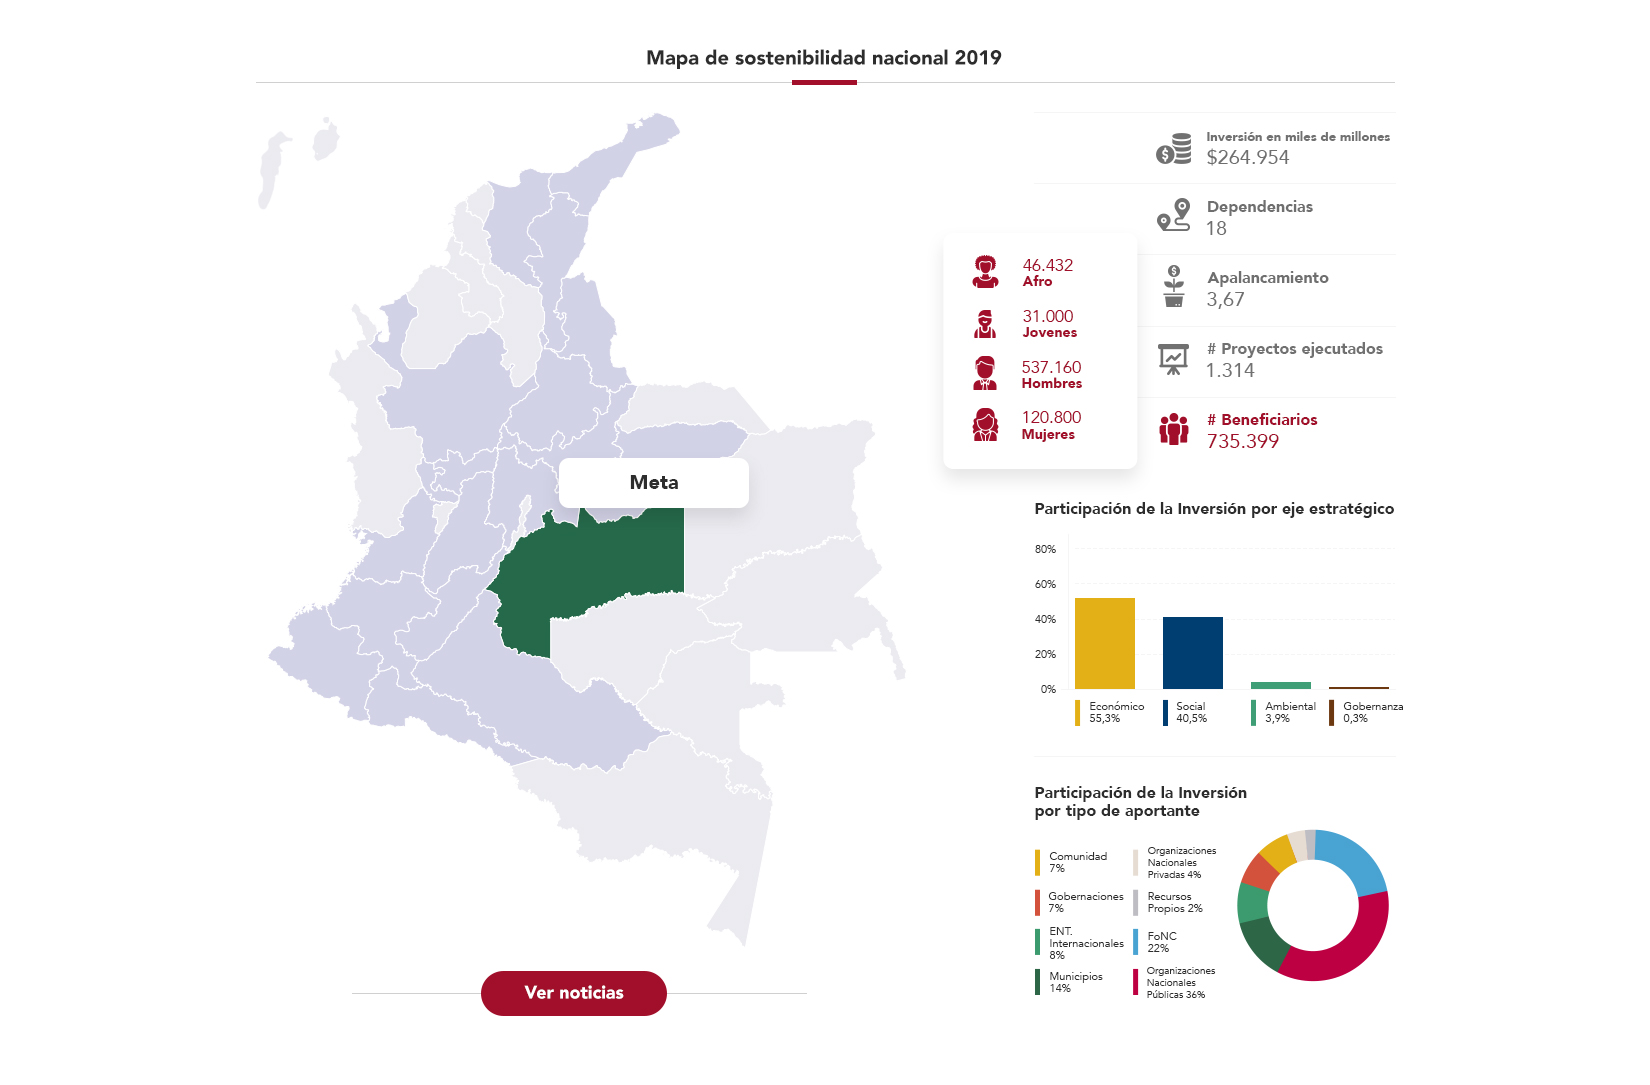 Mapa de sostenibilidad nacional 2019
Inversión en miles de millones
$264.954
Dependencias
18
Apalancamiento
3,67
# Proyectos ejecutados
1.314
# Beneficiarios
735.399
46.432
Afro
31.000
Jovenes
537.160
Hombres
120.800
Mujeres
Meta
Participación de la Inversión por eje estratégico
80%
60%
40%
20%
0%
Económico
55,3%
Social
40,5%
Ambiental
3,9%
Gobernanza
0,3%
Participación de la Inversión
por tipo de aportante
Comunidad
7%
Gobernaciones
7%
ENT.
Internacionales
8%
Municipios
14%
Organizaciones
Nacionales
Privadas 4%
Recursos
Propios 2%
FoNC
22%
Organizaciones
Nacionales
Públicas 36%
Ver noticias